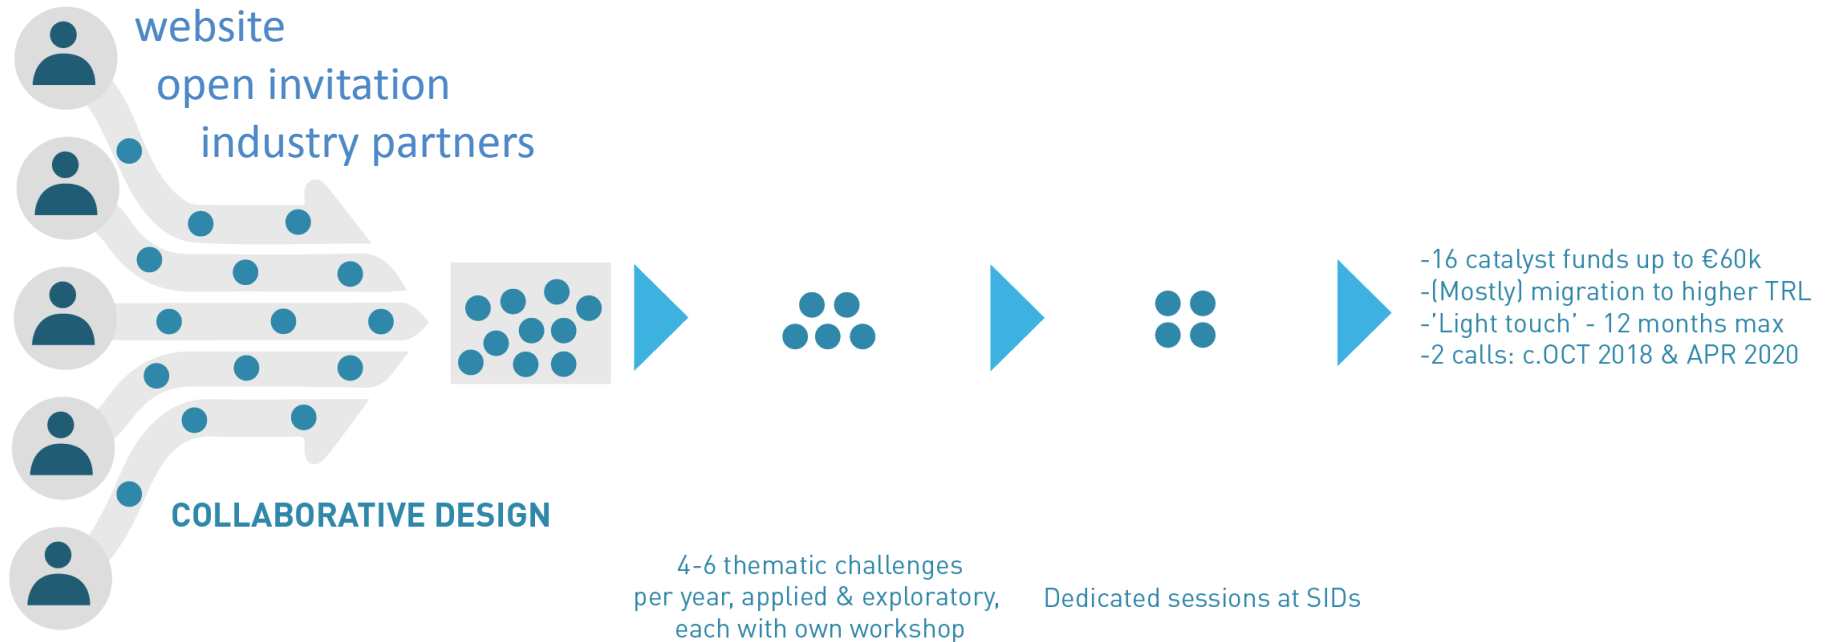 website
open invitation
industry partners
COLLABORATIVE DESIGN
4-6 thematic challenges
per year, applied & exploratory,
each with own workshop
Dedicated sessions at SIDs
-16 catalyst funds up to €60k
-(Mostly) migration to higher TRL
-'Light touch' - 12 months max
-2 calls: c.OCT 2018 & APR 2020